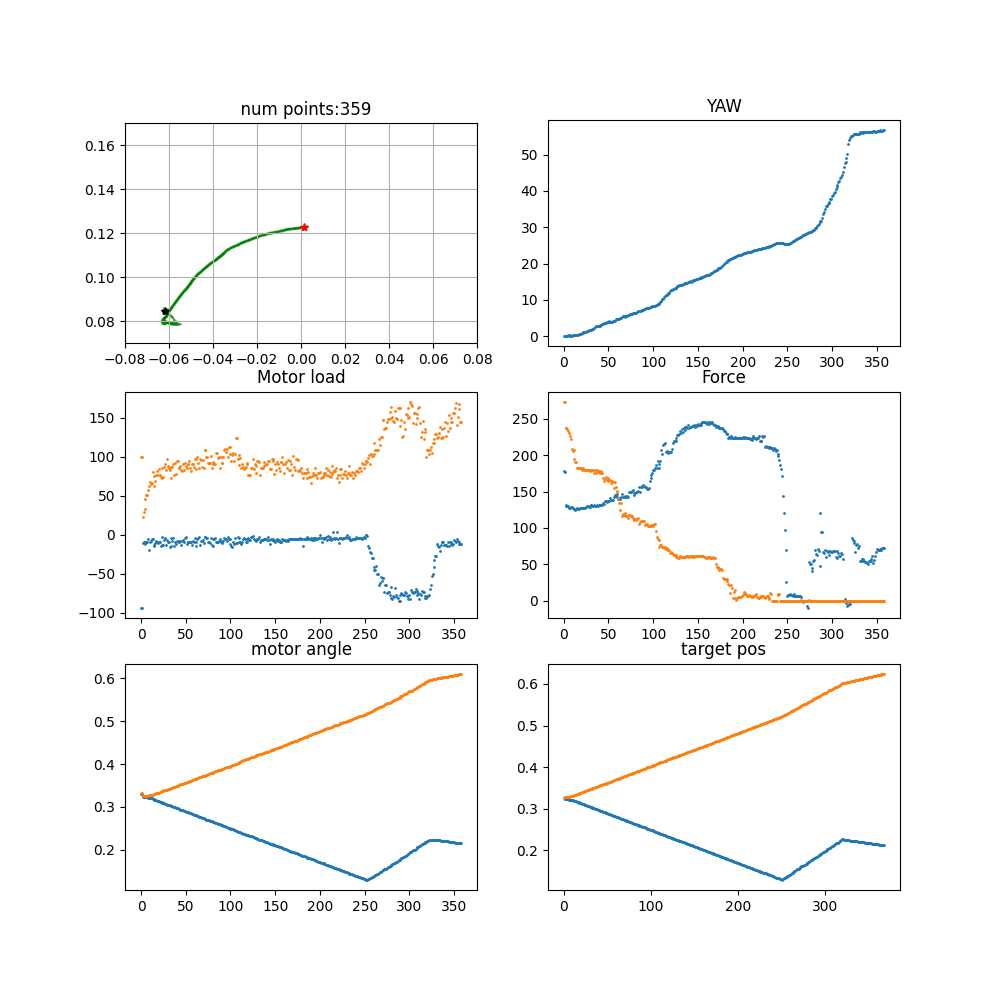 num points:359
0.16
0.14
0.12
0.10
0.08
−0.08 −0.06 −0.04 −0.02 0.00 0.02 0.04 0.06 0.08
YAW
50
40
30
20
10
0
0 50 100 150 200 250 300 350
Motor load
150
100
50
0
−50
−100
0 50 100 150 200 250 300 350
Force
250
200
150
100
50
0
0 50 100 150 200 250 300 350
motor angle
0.6
0.5
0.4
0.3
0.2
0 50 100 150 200 250 300 350
target pos
0.6
0.5
0.4
0.3
0.2
0 100 200 300